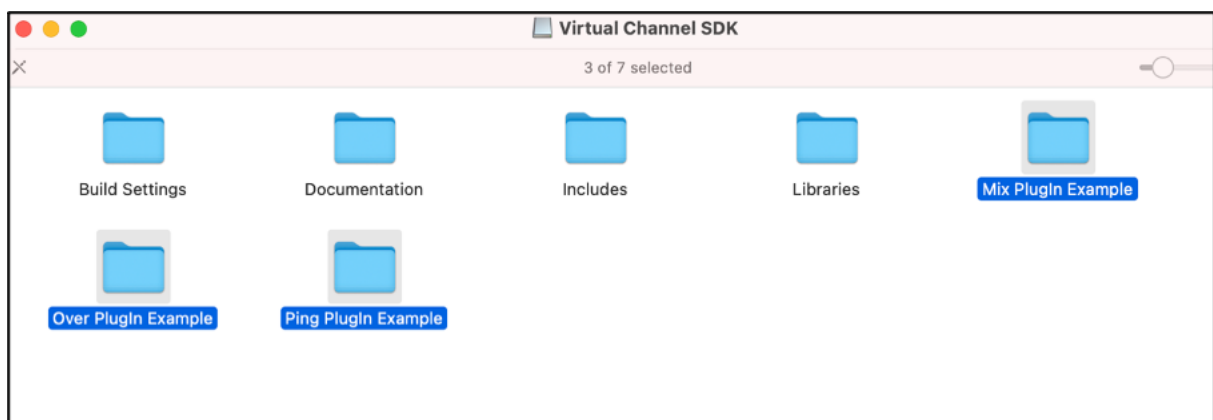 Virtual Channel SDK
3 of 7 selected
Build Settings
Documentation
Includes
Libraries
Mix PlugIn Example
Over PlugIn Example
Ping PlugIn Example